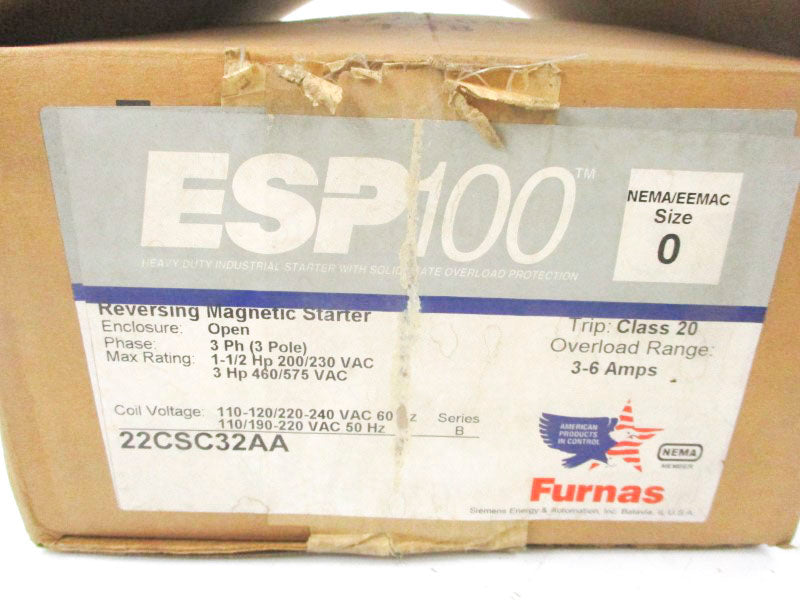 ESP100™
HEAVY DUTY INDUSTRIAL STARTER WITH SOLID STATE OVERLOAD PROTECTION
NEMA/EEMAC
Size
0
Reversing Magnetic Starter
Enclosure: Open
Phase: 3 Ph (3 Pole)
Max Rating: 1-1/2 Hp 200/230 VAC
3 Hp 460/575 VAC
Trip: Class 20
Overload Range:
3-6 Amps
Coil Voltage: 110-120/220-240 VAC 60 Hz
110/190-220 VAC 50 Hz
Series
B
22CSC32AA
AMERICAN
PRODUCTS
IN CONTROL
NEMA
MEMBER
Furnas
Siemens Energy & Automation, Inc. Batavia, IL U.S.A.